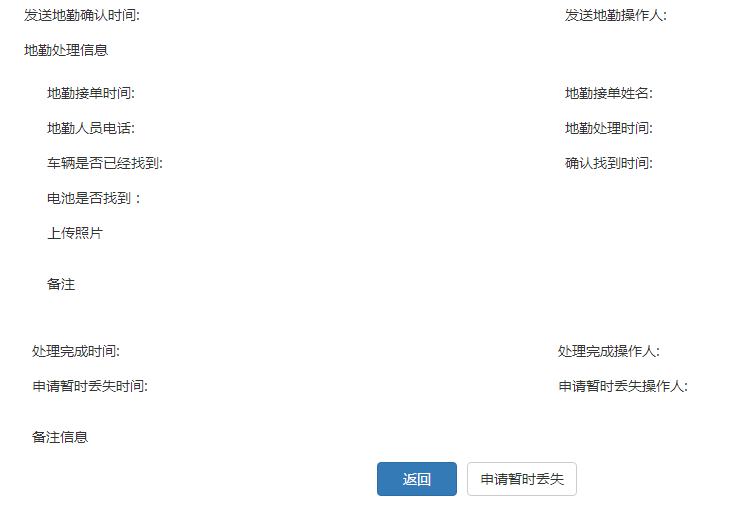 发送地勤确认时间: 发送地勤操作人:
地勤处理信息
地勤接单时间: 地勤接单姓名:
地勤人员电话: 地勤处理时间:
车辆是否已经找到: 确认找到时间:
电池是否找到：
上传照片
备注
处理完成时间: 处理完成操作人:
申请暂时丢失时间: 申请暂时丢失操作人:
备注信息
返回 申请暂时丢失